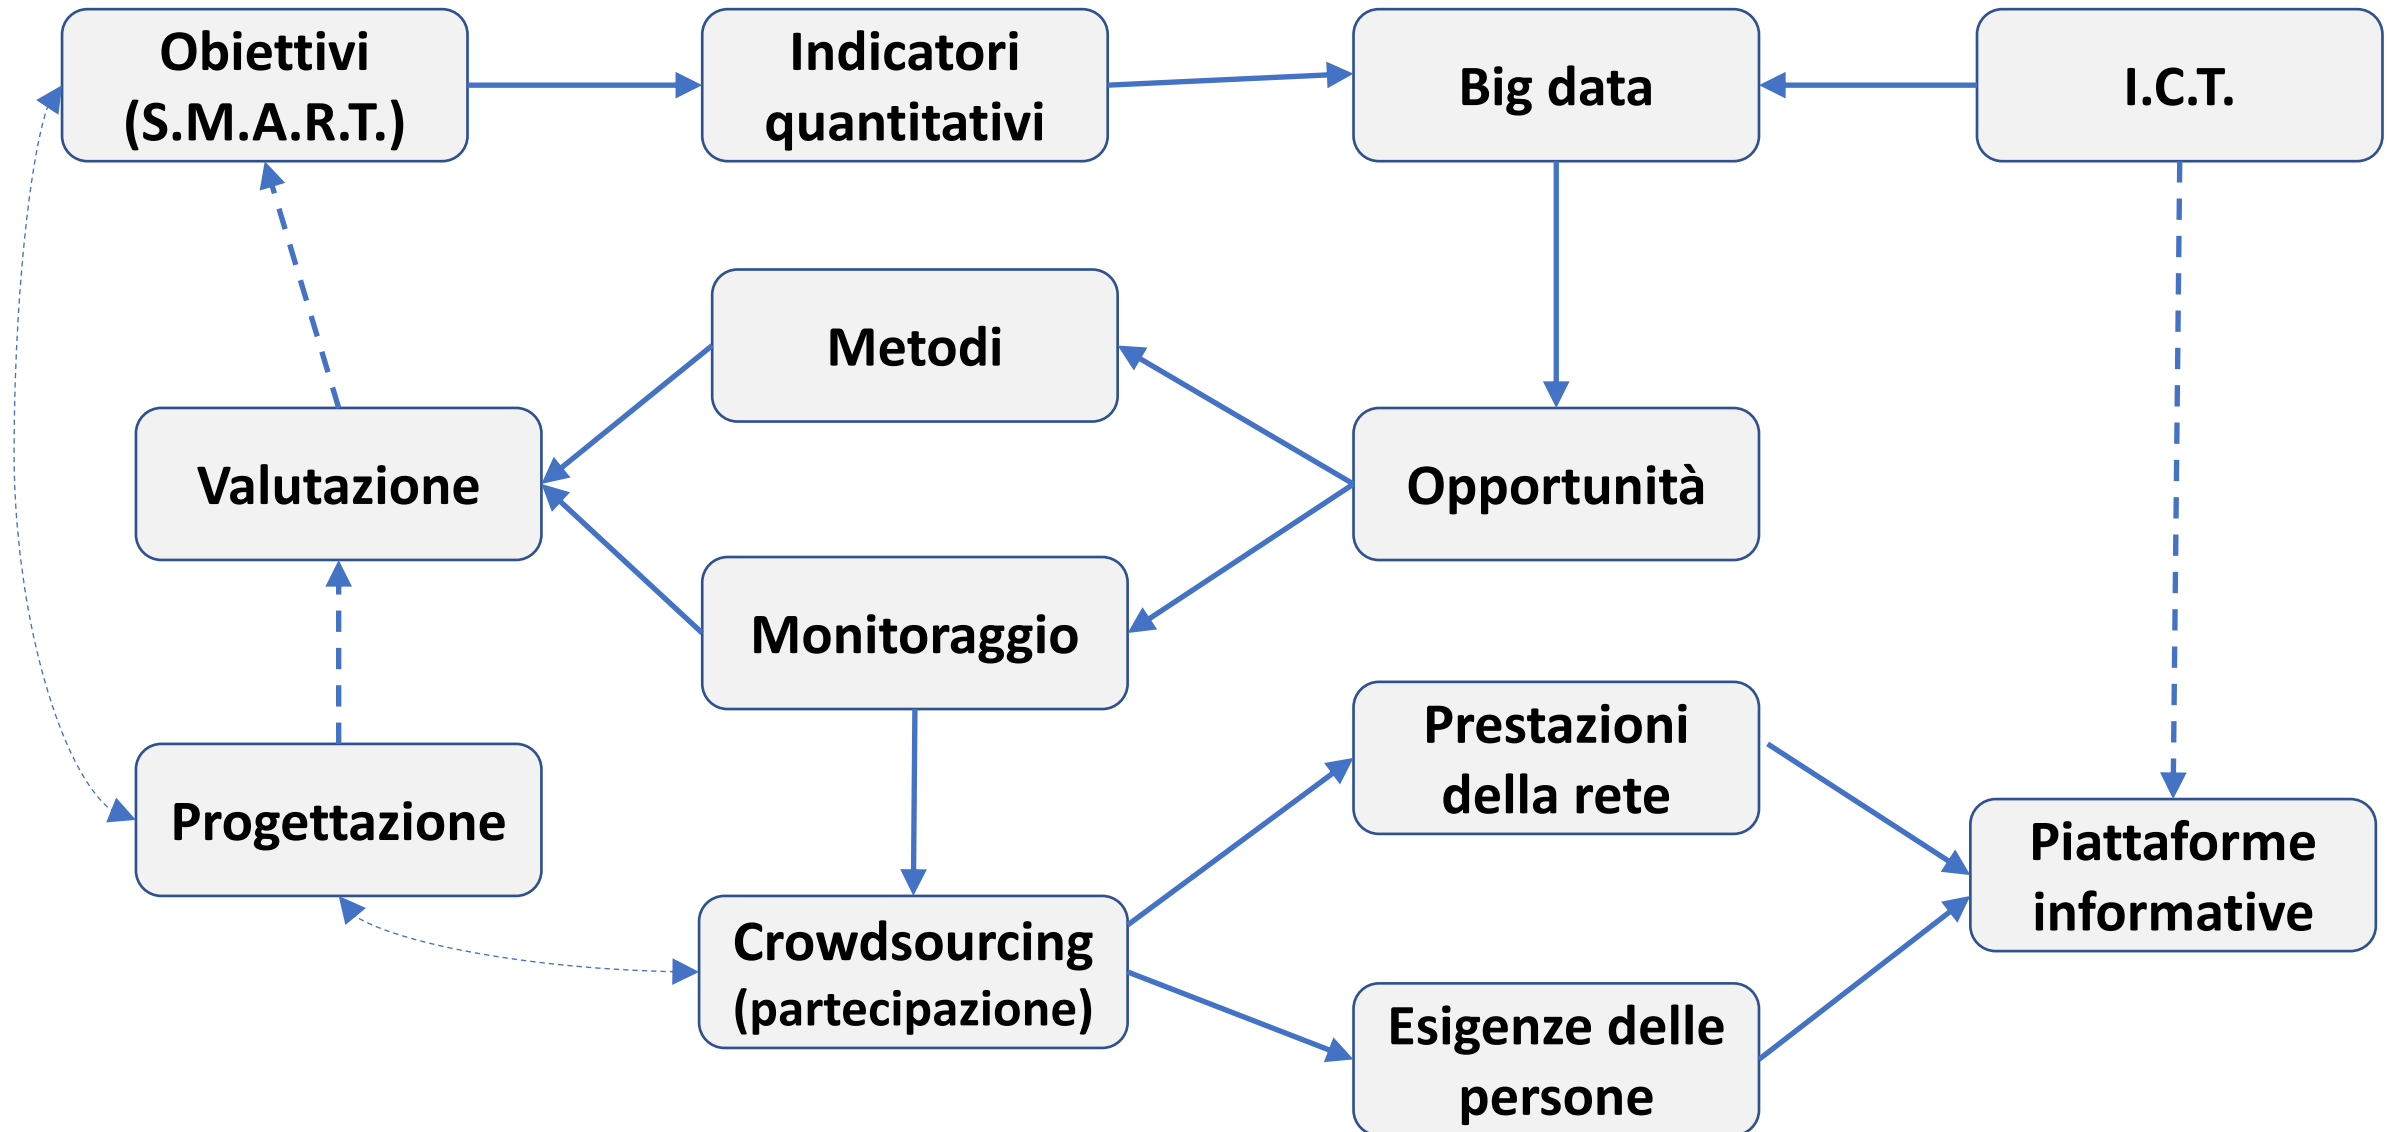 Obiettivi
(S.M.A.R.T.)
Indicatori
quantitativi
Big data
I.C.T.
Metodi
Valutazione
Opportunità
Monitoraggio
Prestazioni
della rete
Progettazione
Piattaforme
informative
Crowdsourcing
(partecipazione)
Esigenze delle
persone